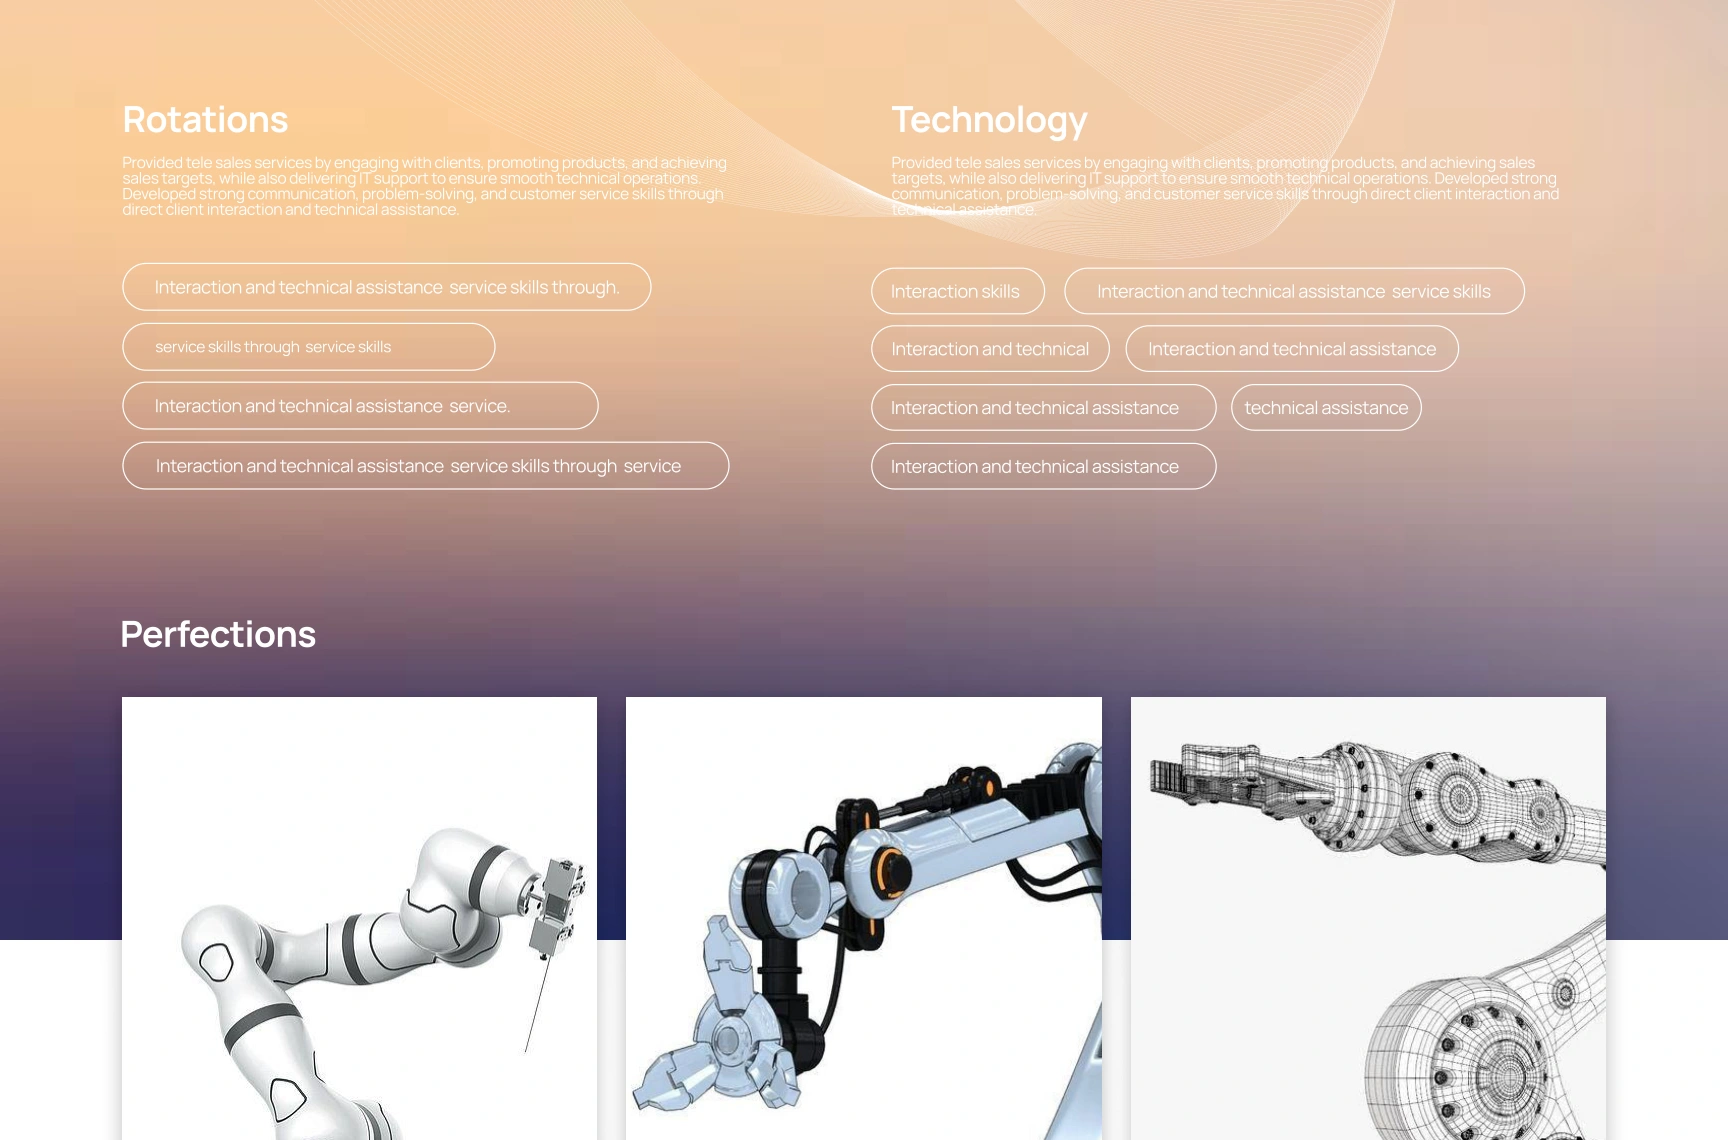 Rotations
Provided tele sales services by engaging with clients, promoting products, and achieving
sales targets, while also delivering IT support to ensure smooth technical operations.
Developed strong communication, problem-solving, and customer service skills through
direct client interaction and technical assistance.
Interaction and technical assistance service skills through.
service skills through service skills
Interaction and technical assistance service.
Interaction and technical assistance service skills through service
Technology
Provided tele sales services by engaging with clients, promoting products, and achieving sales
targets, while also delivering IT support to ensure smooth technical operations. Developed strong
communication, problem-solving, and customer service skills through direct client interaction and
technical assistance.
Interaction skills
Interaction and technical assistance service skills
Interaction and technical
Interaction and technical assistance
Interaction and technical assistance
technical assistance
Interaction and technical assistance
Perfections